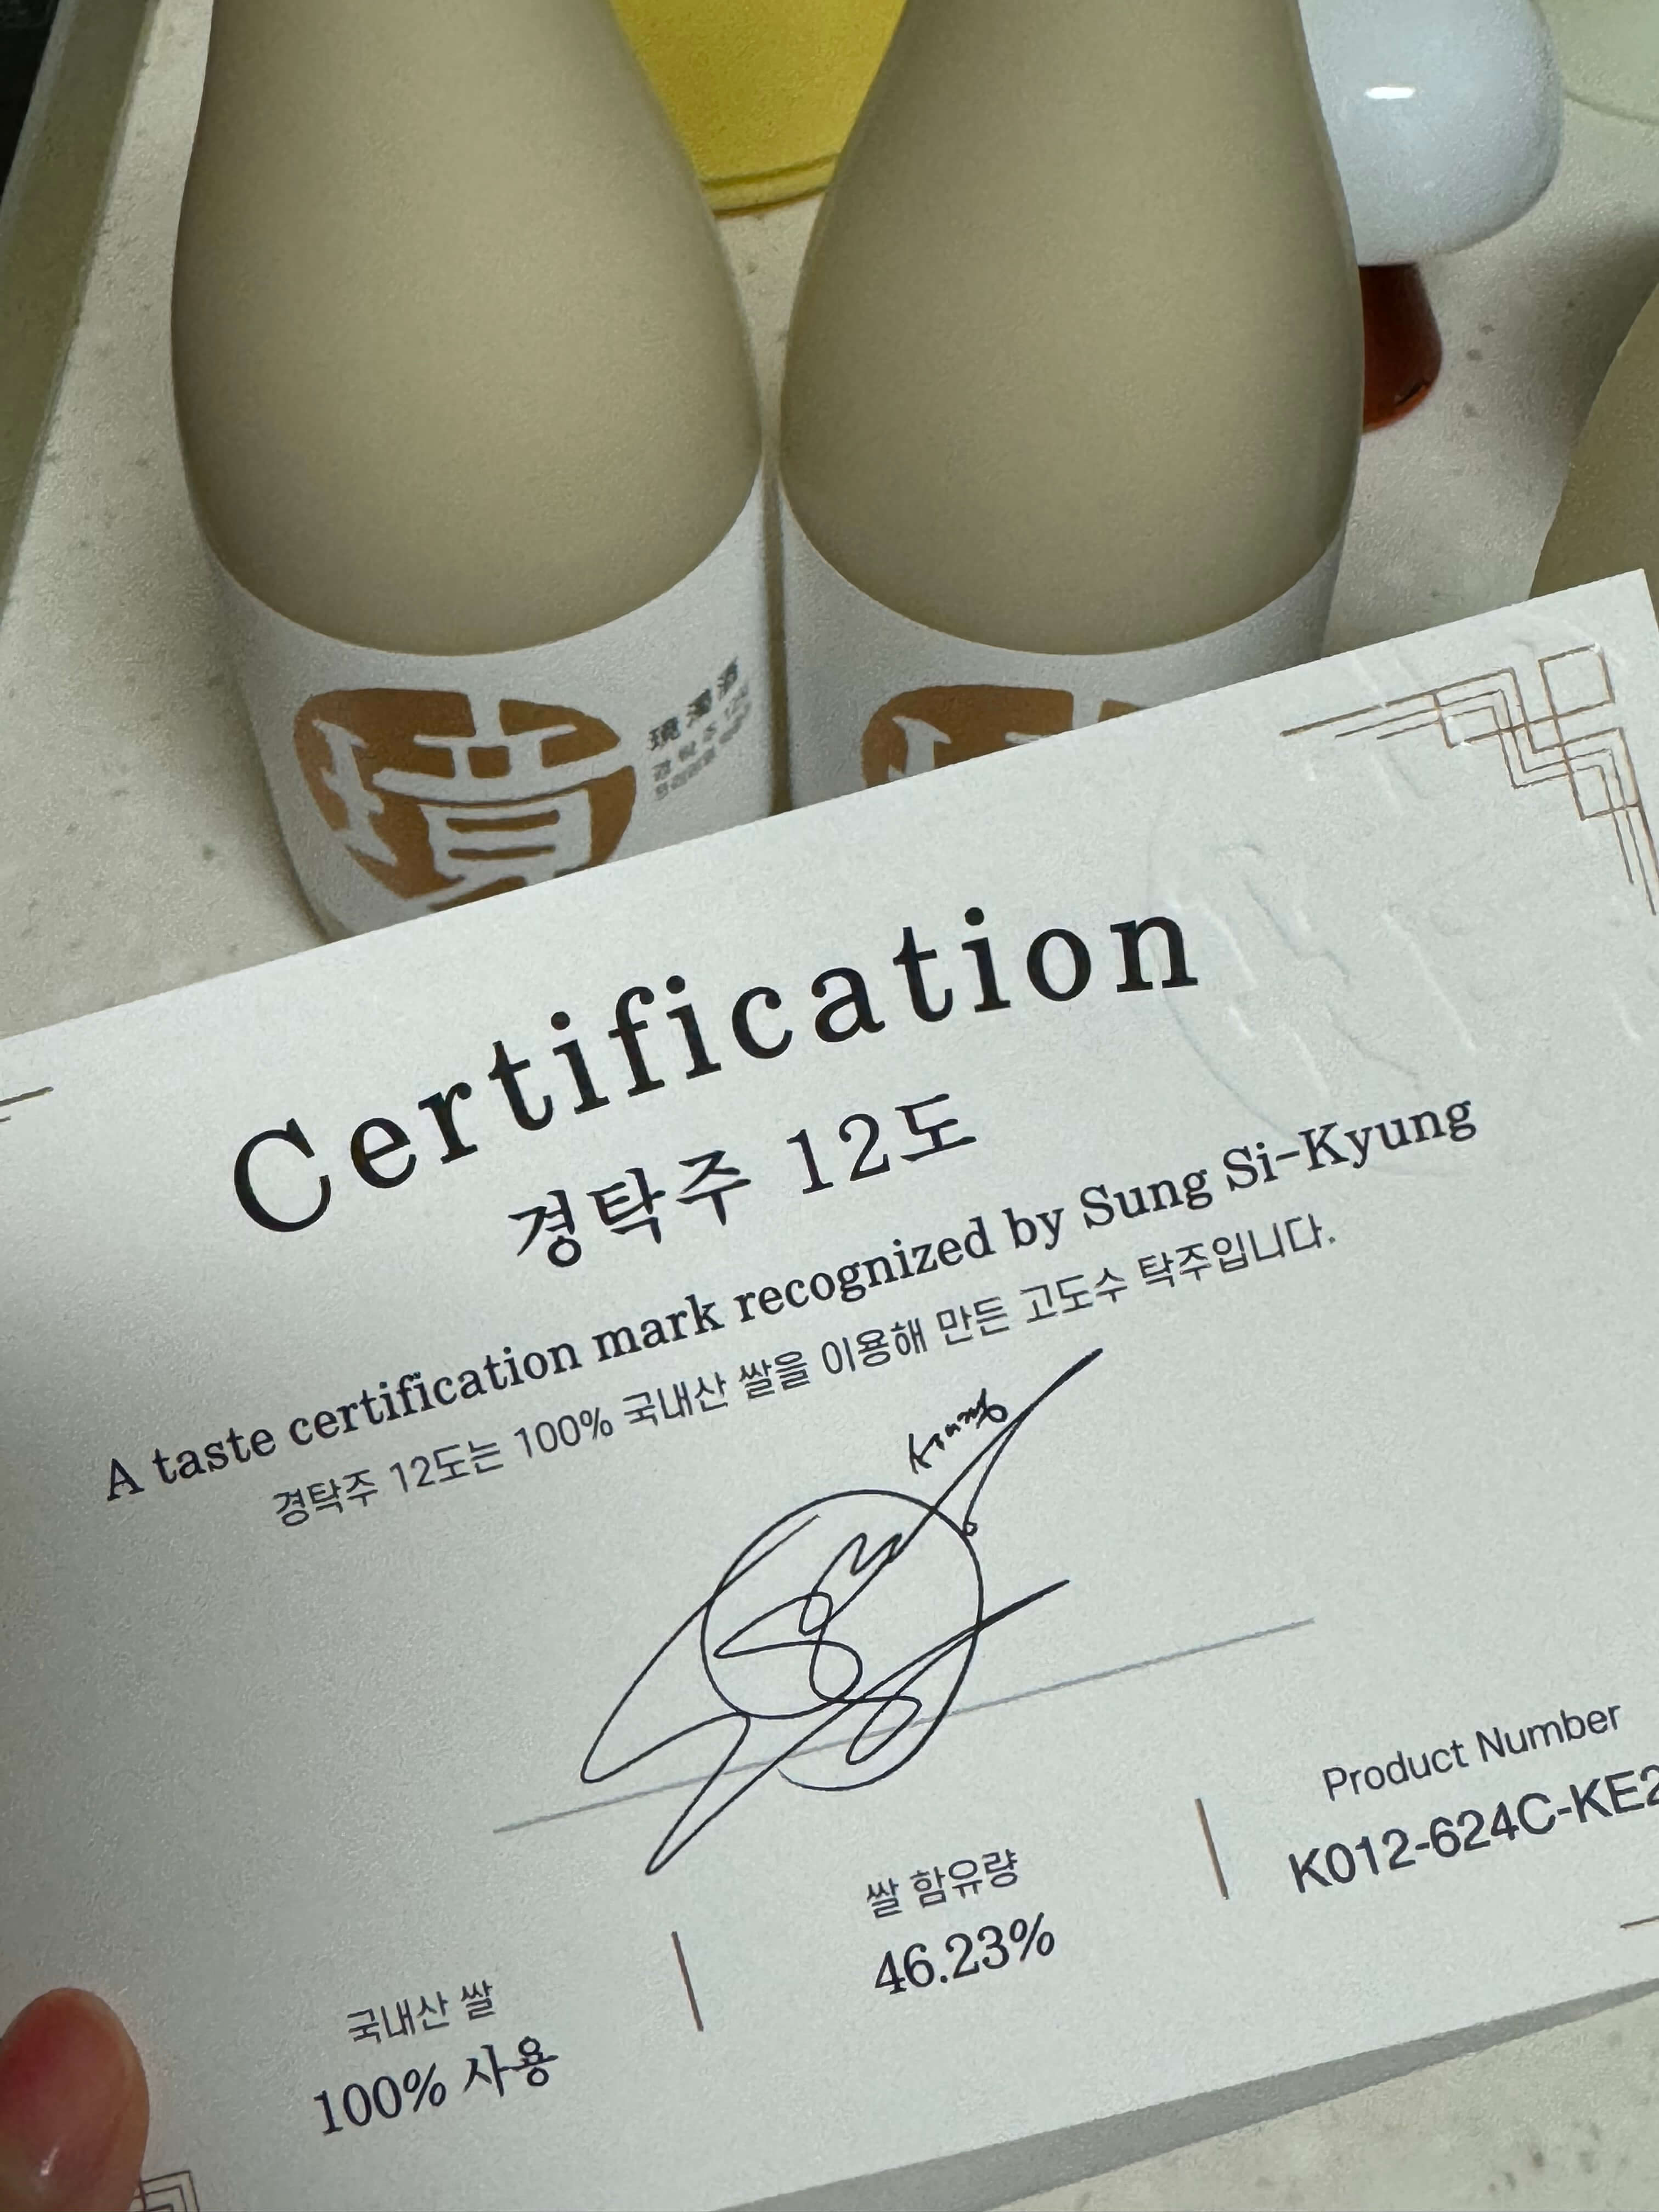 Certification
경탁주 12도
A taste certification mark recognized by Sung Si-Kyung
경탁주 12도는 100% 국내산 쌀을 이용해 만든 고도수 탁주입니다.
국내산 쌀
100% 사용
쌀 함유량
46.23%
Product Number
K012-624C-KE2